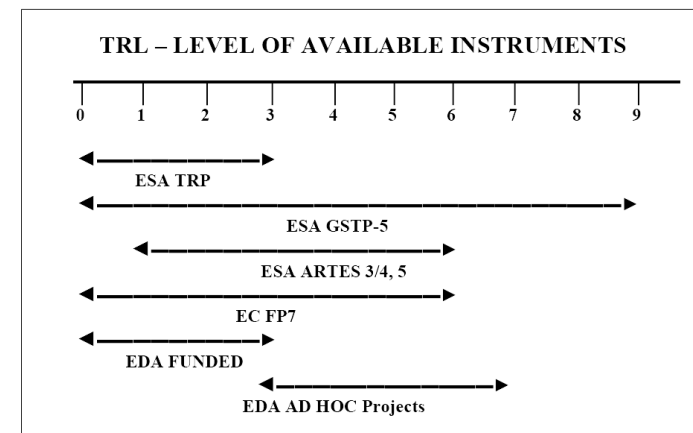 TRL – LEVEL OF AVAILABLE INSTRUMENTS
0 1 2 3 4 5 6 7 8 9
ESA TRP
ESA GSTP-5
ESA ARTES 3/4, 5
EC FP7
EDA FUNDED
EDA AD HOC Projects